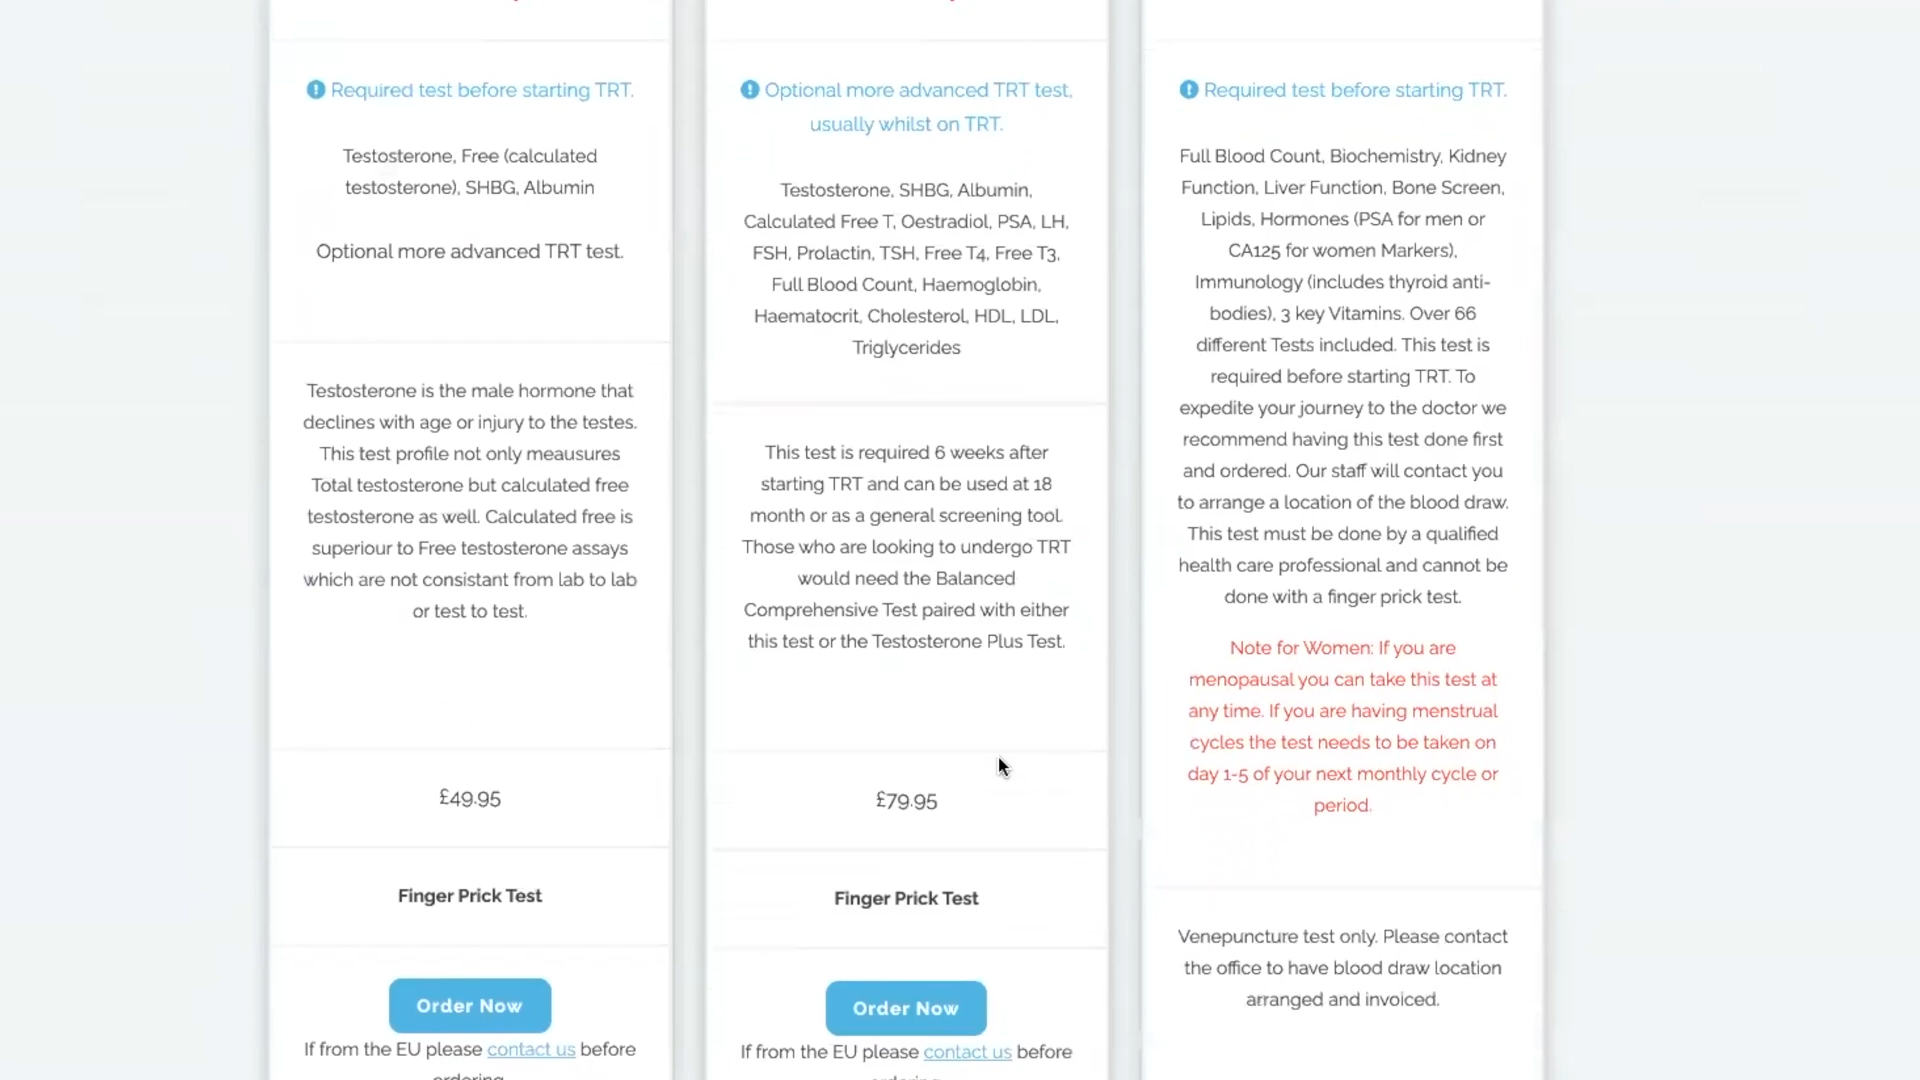 Required test before starting TRT.
Testosterone, Free (calculated
testosterone), SHBG, Albumin
Optional more advanced TRT test.
Testosterone is the male hormone that
declines with age or injury to the testes.
This test profile not only meausures
Total testosterone but calculated free
testosterone as well. Calculated free is
superiour to Free testosterone assays
which are not consistant from lab to lab
or test to test.
£49.95
Finger Prick Test
Order Now
If from the EU please contact us before
ordering.
Optional more advanced TRT test,
usually whilst on TRT.
Testosterone, SHBG, Albumin,
Calculated Free T, Oestradiol, PSA, LH,
FSH, Prolactin, TSH, Free T4, Free T3,
Full Blood Count, Haemoglobin,
Haematocrit, Cholesterol, HDL, LDL,
Triglycerides
This test is required 6 weeks after
starting TRT and can be used at 18
month or as a general screening tool.
Those who are looking to undergo TRT
would need the Balanced
Comprehensive Test paired with either
this test or the Testosterone Plus Test.
£79.95
Finger Prick Test
Order Now
If from the EU please contact us before
ordering.
Required test before starting TRT.
Full Blood Count, Biochemistry, Kidney
Function, Liver Function, Bone Screen,
Lipids, Hormones (PSA for men or
CA125 for women Markers),
Immunology (includes thyroid anti-
bodies), 3 key Vitamins. Over 66
different Tests included. This test is
required before starting TRT. To
expedite your journey to the doctor we
recommend having this test done first
and ordered. Our staff will contact you
to arrange a location of the blood draw.
This test must be done by a qualified
health care professional and cannot be
done with a finger prick test.
Note for Women: If you are
menopausal you can take this test at
any time. If you are having menstrual
cycles the test needs to be taken on
day 1-5 of your next monthly cycle or
period.
Venepuncture test only. Please contact
the office to have blood draw location
arranged and invoiced.